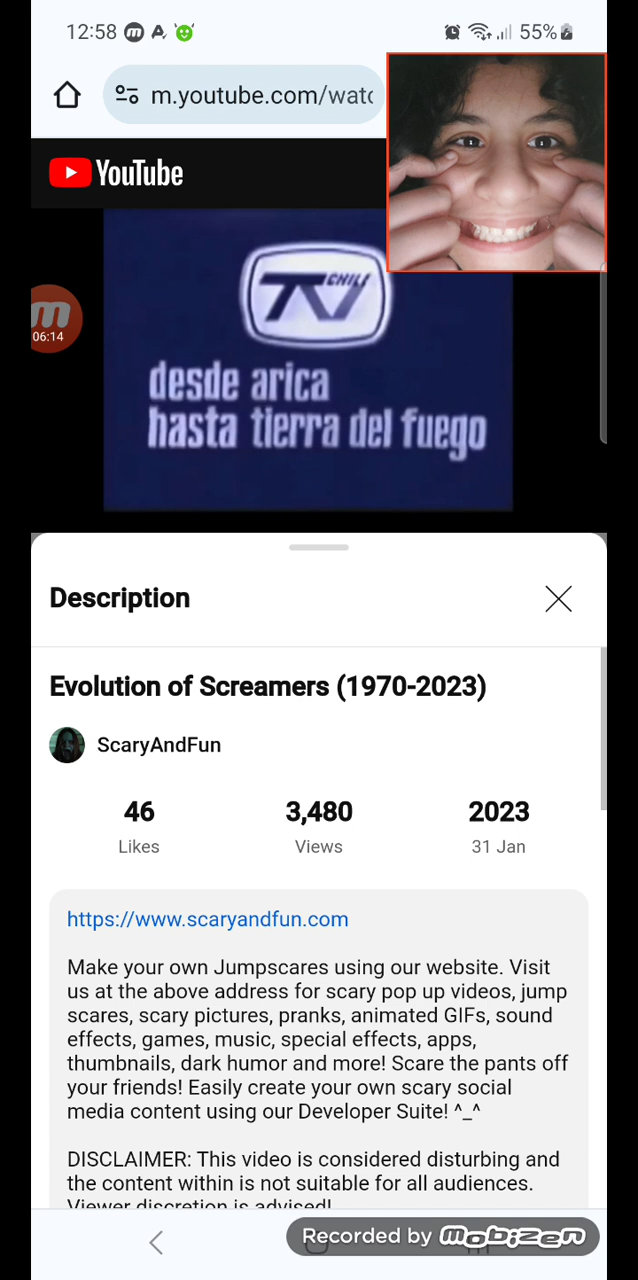 12:58
55%
m.youtube.com/watc
YouTube
TV CHILE
desde arica
hasta tierra del fuego
06:14
Description
Evolution of Screamers (1970-2023)
ScaryAndFun
46 3,480 2023
Likes Views 31 Jan
https://www.scaryandfun.com
Make your own Jumpscares using our website. Visit
us at the above address for scary pop up videos, jump
scares, scary pictures, pranks, animated GIFs, sound
effects, games, music, special effects, apps,
thumbnails, dark humor and more! Scare the pants off
your friends! Easily create your own scary social
media content using our Developer Suite! ^_^
DISCLAIMER: This video is considered disturbing and
the content within is not suitable for all audiences.
Viewer discretion is advised!
Recorded by mobizen